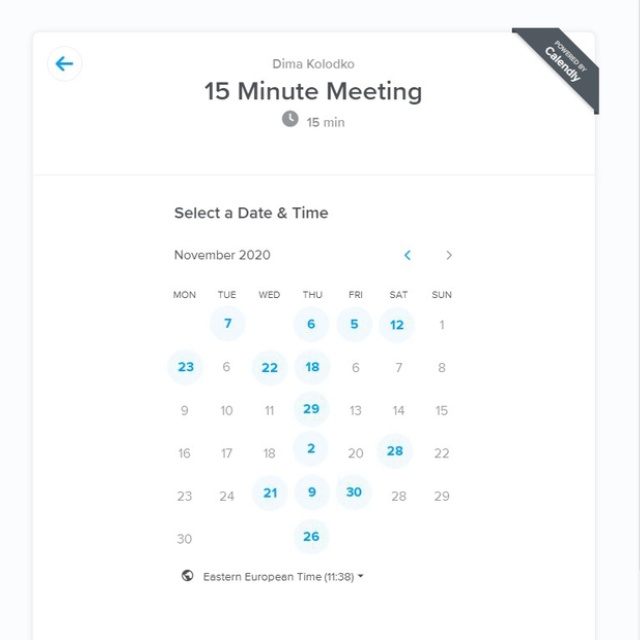 POWERED BY
Calendly
Dima Kolodko
15 Minute Meeting
15 min
Select a Date & Time
November 2020
MON TUE WED THU FRI SAT SUN
7 6 5 12 1
23 6 22 18 6 7 8
9 10 11 29 13 14 15
16 17 18 2 20 28 22
23 24 21 9 30 28 29
30 26
Eastern European Time (11:38)